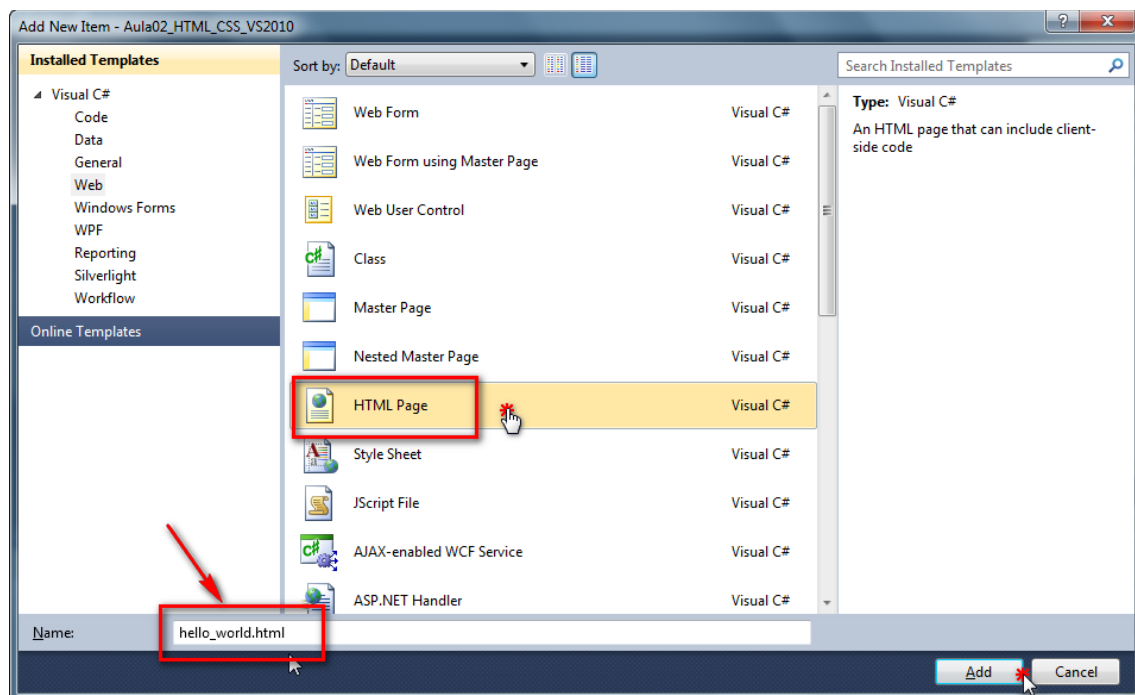 Add New Item - Aula02_HTML_CSS_VS2010
Installed Templates
Visual C#
Code
Data
General
Web
Windows Forms
WPF
Reporting
Silverlight
Workflow
Online Templates
Sort by: Default
Search Installed Templates
Web Form Visual C#
Web Form using Master Page Visual C#
Web User Control Visual C#
Class Visual C#
Master Page Visual C#
Nested Master Page Visual C#
HTML Page Visual C#
Style Sheet Visual C#
JScript File Visual C#
AJAX-enabled WCF Service Visual C#
ASP.NET Handler Visual C#
Type: Visual C#
An HTML page that can include client-
side code
Name: hello_world.html
Add Cancel